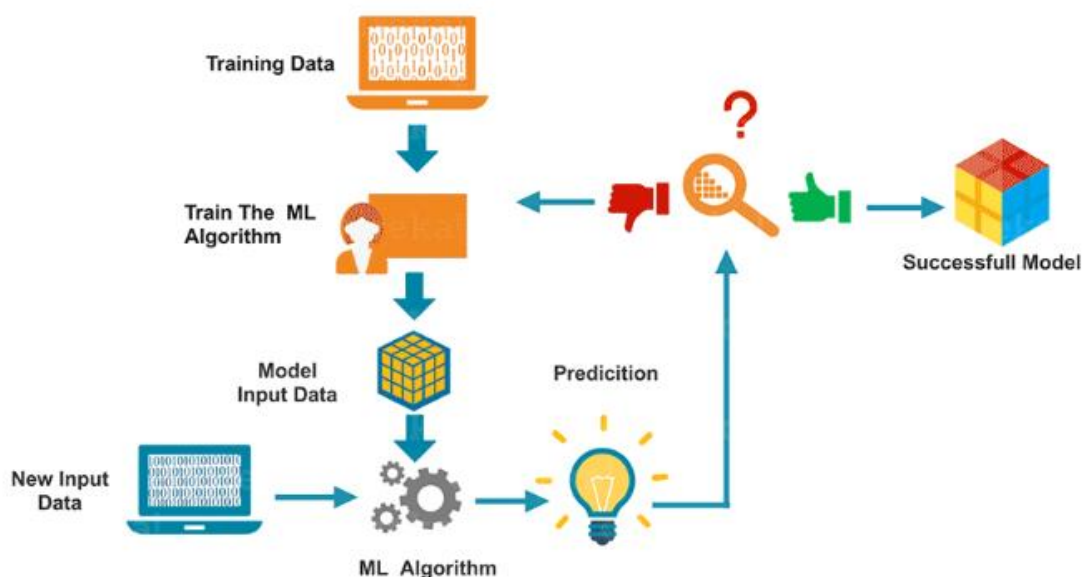 Training Data
?
Train The ML
Algorithm
Successfull Model
Model
Input Data
Predicition
New Input
Data
ML Algorithm